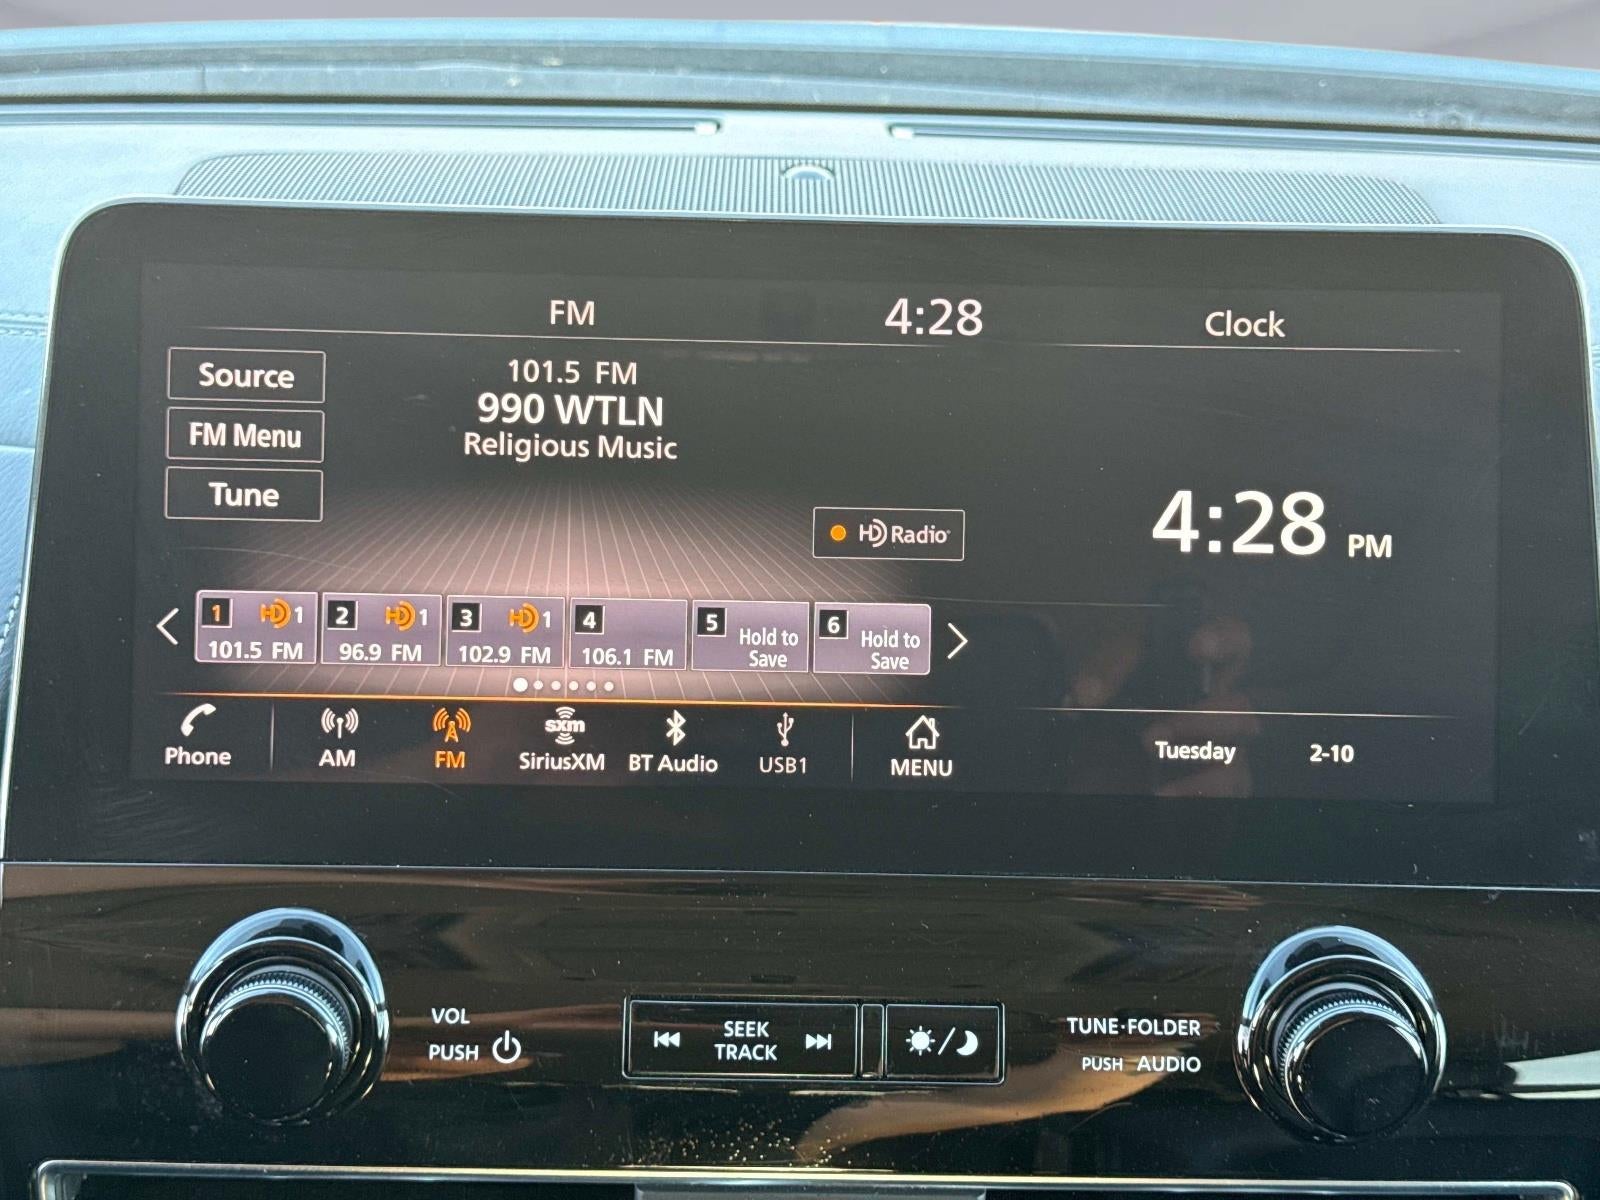 FM
4:28
Clock
Source
FM Menu
Tune
101.5 FM
990 WTLN
Religious Music
HD Radio
4:28 PM
1 HD 1
101.5 FM
2 HD 1
96.9 FM
3 HD 1
102.9 FM
4
106.1 FM
5
Hold to
Save
6
Hold to
Save
Phone
AM
FM
sxm
SiriusXM
BT Audio
USB1
MENU
Tuesday
2-10
VOL
PUSH
SEEK
TRACK
TUNE·FOLDER
PUSH AUDIO